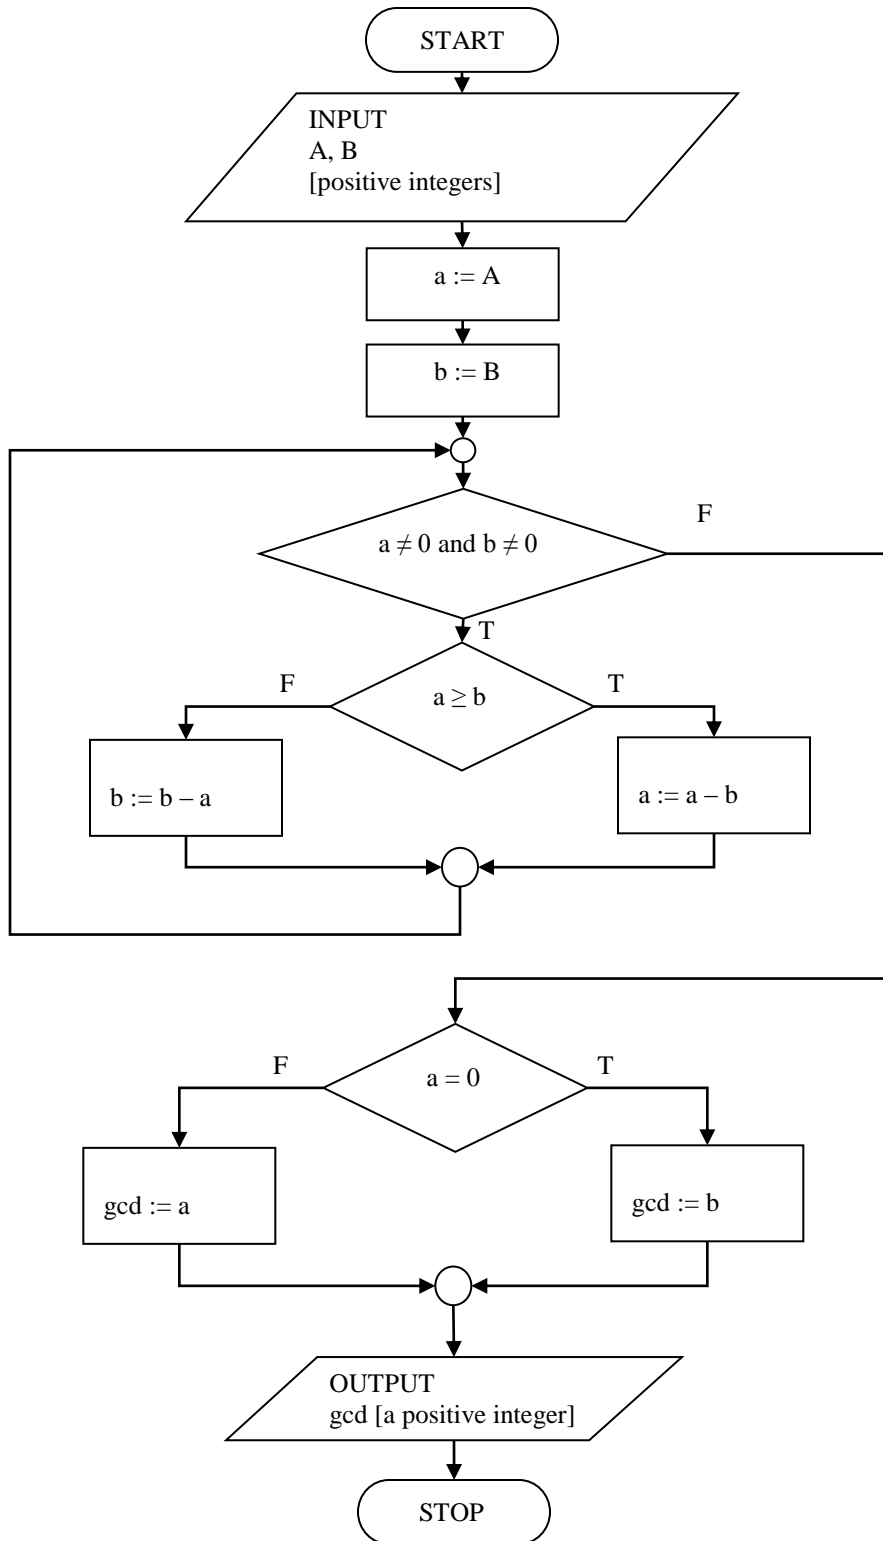 START
INPUT
A, B
[positive integers]
a := A
b := B
F
a ≠ 0 and b ≠ 0
T
F
a ≥ b
T
b := b – a
a := a – b
F
a = 0
T
gcd := a
gcd := b
OUTPUT
gcd [a positive integer]
STOP